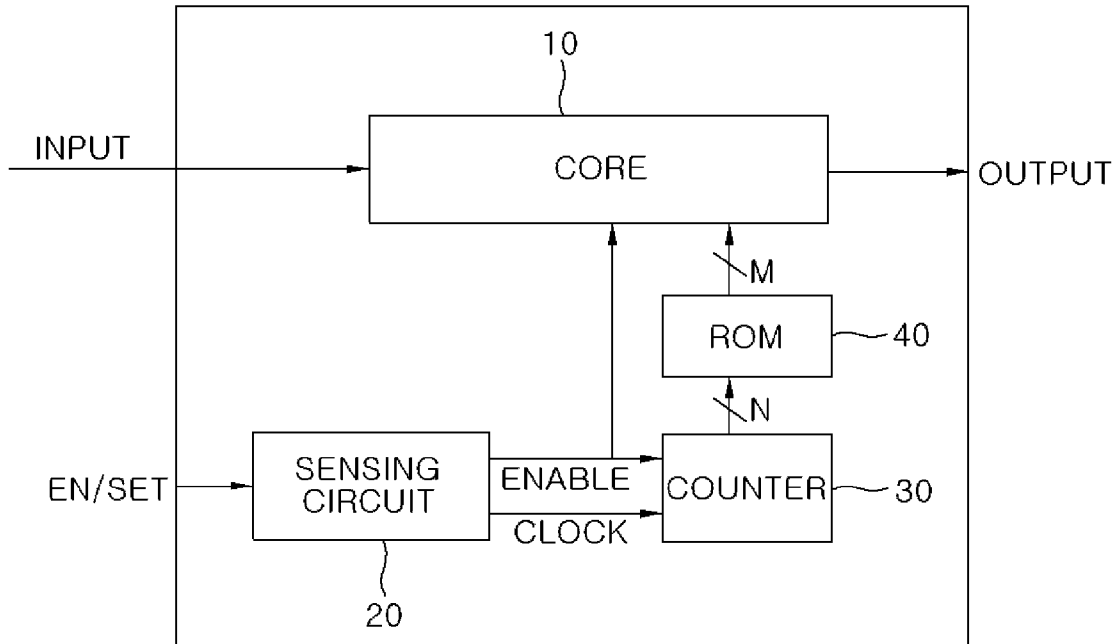 10
INPUT
CORE
OUTPUT
M
ROM
40
N
EN/SET
SENSING
CIRCUIT
ENABLE
CLOCK
COUNTER
30
20